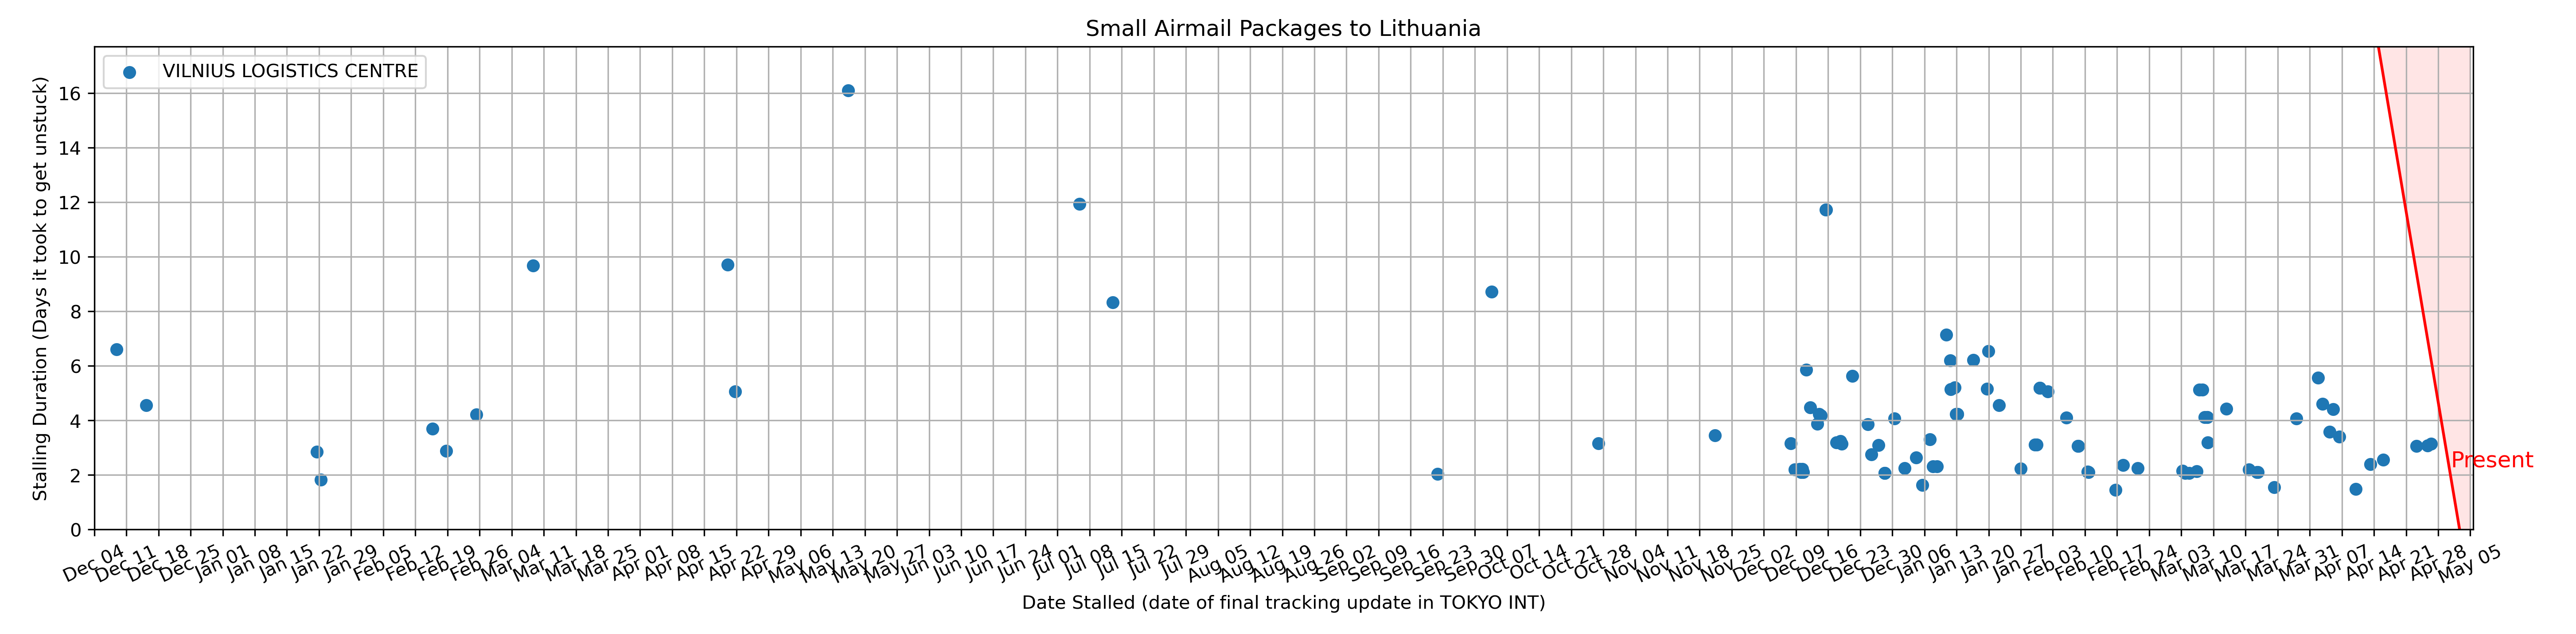 Small Airmail Packages to Lithuania
VILNIUS LOGISTICS CENTRE
Stalling Duration (Days it took to get unstuck)
16
14
12
10
8
6
4
2
0
Present
Dec 04 Dec 11 Dec 18 Dec 25 Jan 01 Jan 08 Jan 15 Jan 22 Jan 29 Feb 05 Feb 12 Feb 19 Feb 26 Mar 04 Mar 11 Mar 18 Mar 25 Apr 01 Apr 08 Apr 15 Apr 22 Apr 29 May 06 May 13 May 20 May 27 Jun 03 Jun 10 Jun 17 Jun 24 Jul 01 Jul 08 Jul 15 Jul 22 Jul 29 Aug 05 Aug 12 Aug 19 Aug 26 Sep 02 Sep 09 Sep 16 Sep 23 Sep 30 Oct 07 Oct 14 Oct 21 Oct 28 Nov 04 Nov 11 Nov 18 Nov 25 Dec 02 Dec 09 Dec 16 Dec 23 Dec 30 Jan 06 Jan 13 Jan 20 Jan 27 Feb 03 Feb 10 Feb 17 Feb 24 Mar 03 Mar 10 Mar 17 Mar 24 Mar 31 Apr 07 Apr 14 Apr 21 Apr 28 May 05
Date Stalled (date of final tracking update in TOKYO INT)